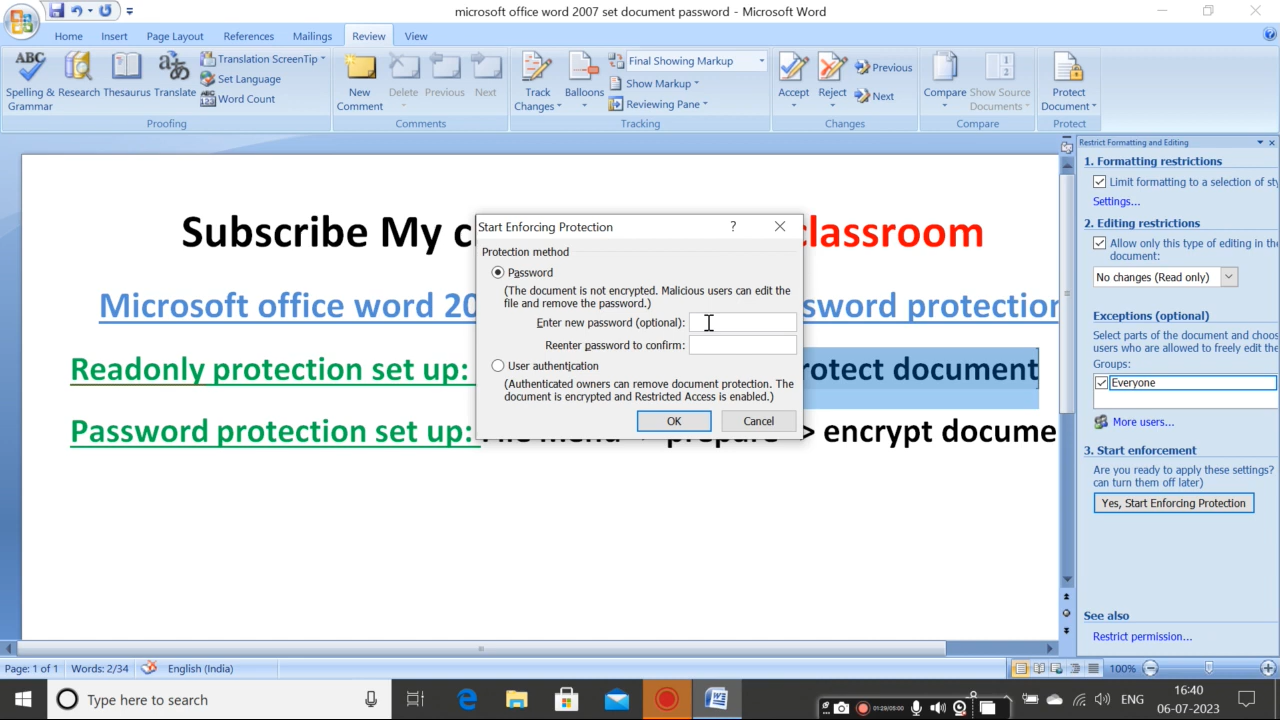 microsoft office word 2007 set document password - Microsoft Word
Home Insert Page Layout References Mailings Review View
ABC Spelling & Grammar
Research
Thesaurus
Translate
Translation ScreenTip
Set Language
ABC 123 Word Count
Proofing
New Comment
Delete
Previous
Next
Comments
Track Changes
Balloons
Final Showing Markup
Show Markup
Reviewing Pane
Tracking
Accept
Reject
Previous
Next
Changes
Compare
Show Source Documents
Compare
Protect Document
Protect
Subscribe My c
classroom
Microsoft office word 20
sword protection
Readonly protection set up:
rotect document
Password protection set up:
> encrypt docume
Start Enforcing Protection ?
Protection method
Password
(The document is not encrypted. Malicious users can edit the
file and remove the password.)
Enter new password (optional):
Reenter password to confirm:
User authentication
(Authenticated owners can remove document protection. The
document is encrypted and Restricted Access is enabled.)
OK Cancel
Restrict Formatting and Editing
1. Formatting restrictions
Limit formatting to a selection of sty
Settings...
2. Editing restrictions
Allow only this type of editing in the
document:
No changes (Read only)
Exceptions (optional)
Select parts of the document and choos
users who are allowed to freely edit the
Groups:
Everyone
More users...
3. Start enforcement
Are you ready to apply these settings?
can turn them off later)
Yes, Start Enforcing Protection
See also
Restrict permission...
Page: 1 of 1 Words: 2/34 English (India) 100%
Type here to search
01:29/05:00
ENG
16:40
06-07-2023